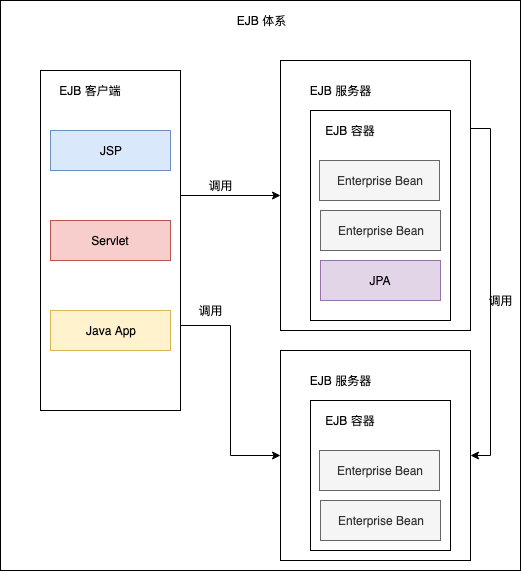 EJB 体系
EJB 客户端
JSP
Servlet
Java App
调用
调用
EJB 服务器
EJB 容器
Enterprise Bean
Enterprise Bean
JPA
调用
EJB 服务器
EJB 容器
Enterprise Bean
Enterprise Bean